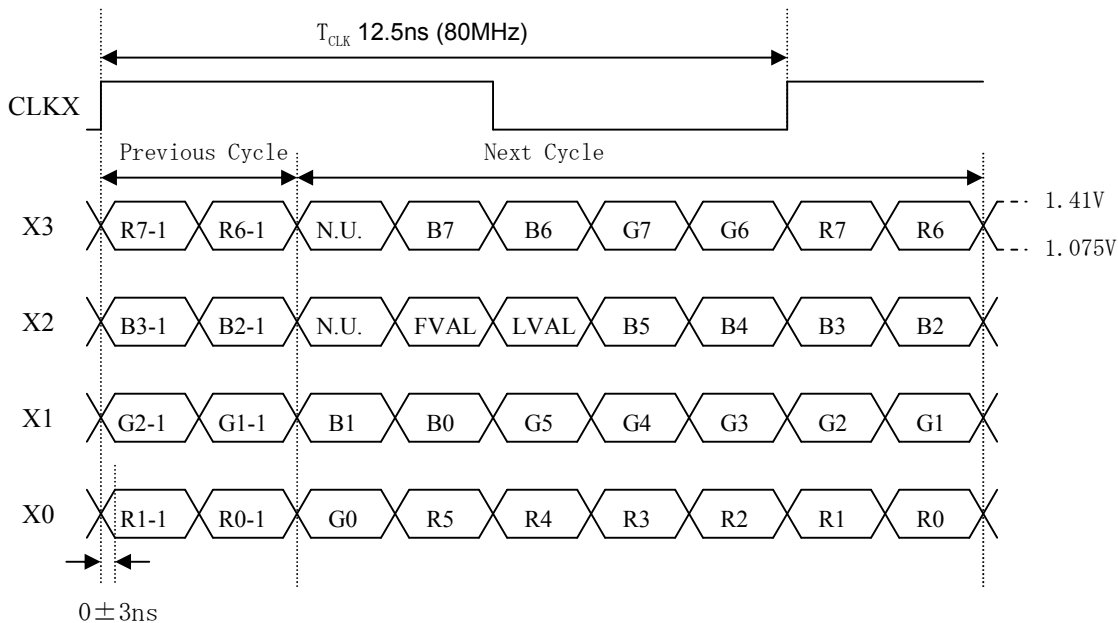 T_CLK 12.5ns (80MHz)
CLKX
Previous Cycle Next Cycle
X3 R7-1 R6-1 N.U. B7 B6 G7 G6 R7 R6 1.41V
1.075V
X2 B3-1 B2-1 N.U. FVAL LVAL B5 B4 B3 B2
X1 G2-1 G1-1 B1 B0 G5 G4 G3 G2 G1
X0 R1-1 R0-1 G0 R5 R4 R3 R2 R1 R0
0±3ns